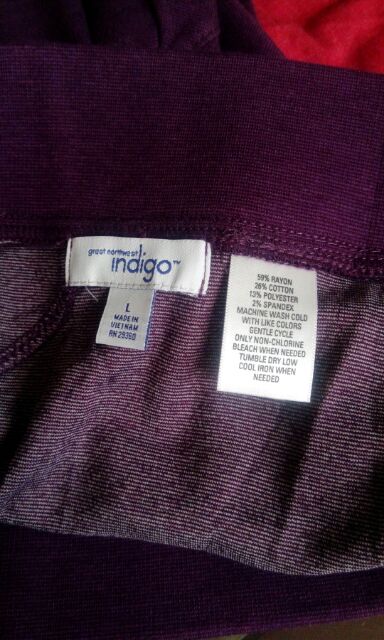 great northwest
indigo™
L
MADE IN
VIETNAM
RN 29360
59% RAYON
26% COTTON
13% POLYESTER
2% SPANDEX
MACHINE WASH COLD
WITH LIKE COLORS
GENTLE CYCLE
ONLY NON-CHLORINE
BLEACH WHEN NEEDED
TUMBLE DRY LOW
COOL IRON WHEN
NEEDED